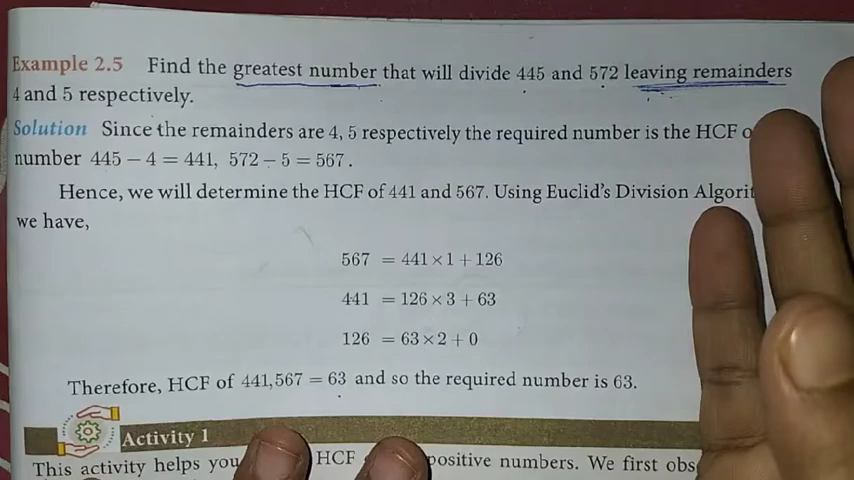 Example 2.5 Find the greatest number that will divide 445 and 572 leaving remainders
4 and 5 respectively.
Solution Since the remainders are 4, 5 respectively the required number is the HCF
number 445 − 4 = 441, 572 − 5 = 567.
Hence, we will determine the HCF of 441 and 567. Using Euclid's Division
we have,
567 = 441 × 1 + 126
441 = 126 × 3 + 63
126 = 63 × 2 + 0
Therefore, HCF of 441,567 = 63 and so the required number is 63.
Activity 1
This activity helps you HCF positive numbers. We first